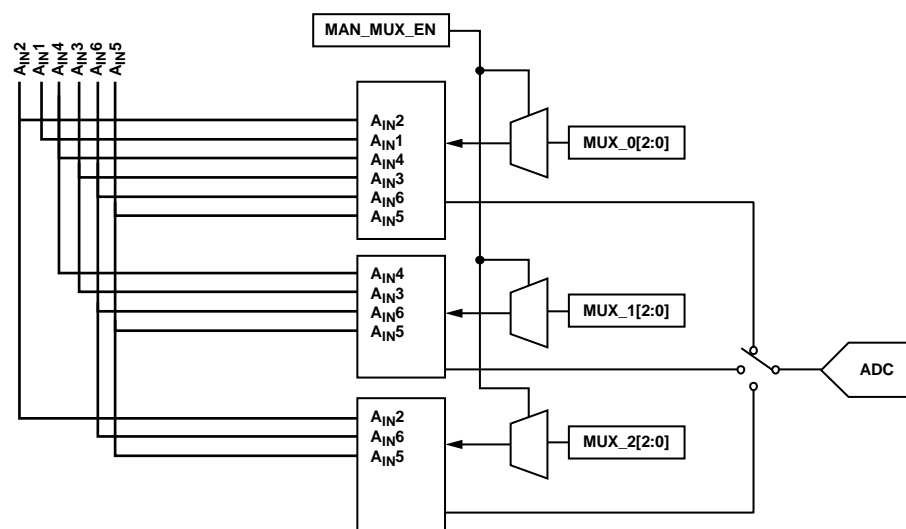 MAN_MUX_EN
AIN2
AIN1
AIN4
AIN3
AIN6
AIN5
AIN2
AIN1
AIN4
AIN3
AIN6
AIN5
MUX_0[2:0]
AIN4
AIN3
AIN6
AIN5
MUX_1[2:0]
ADC
AIN2
AIN6
AIN5
MUX_2[2:0]